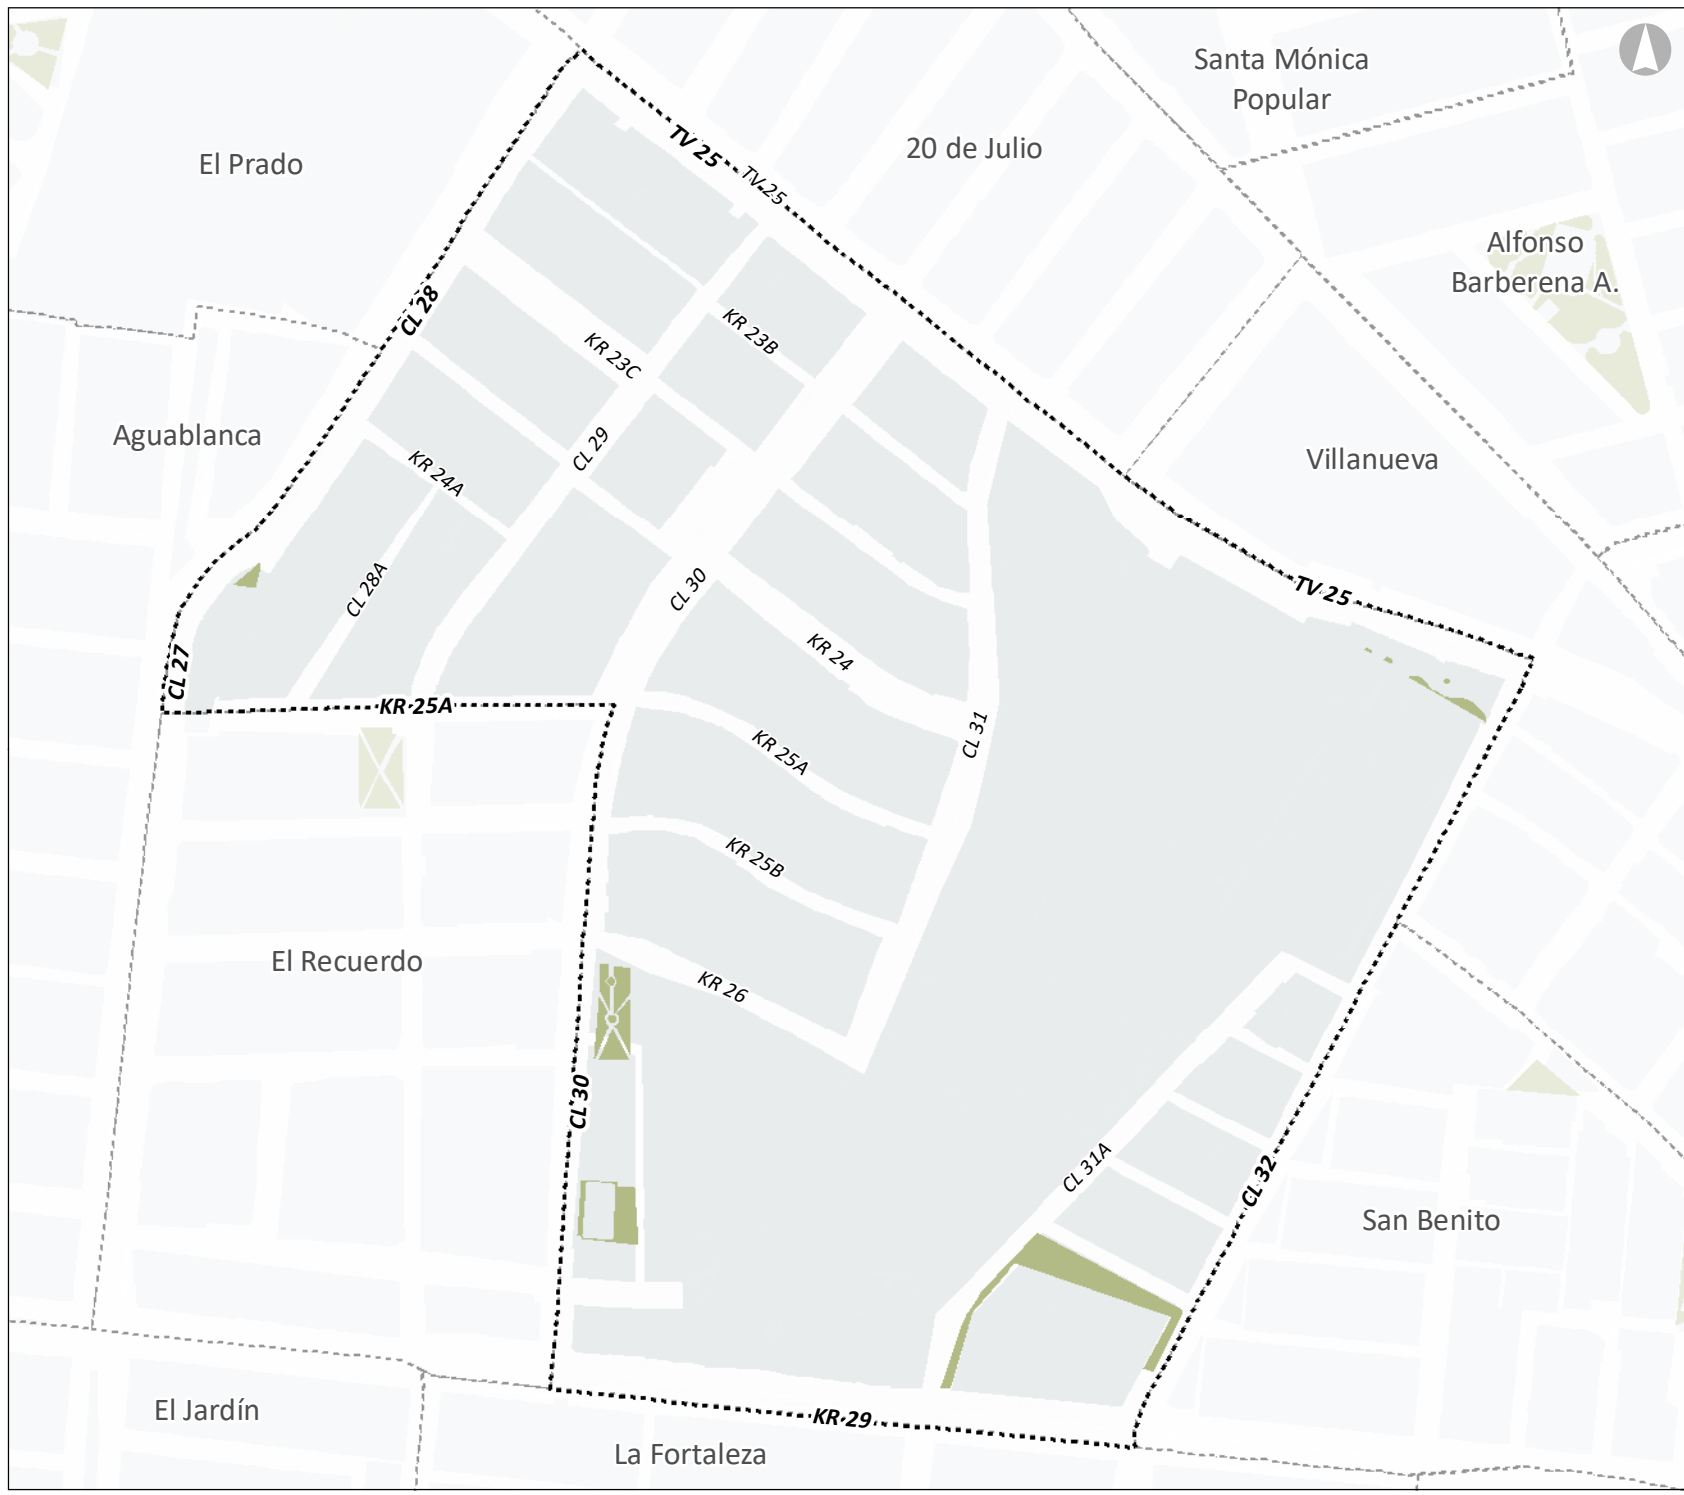 Santa Mónica
Popular
20 de Julio
El Prado
TV 25
TV 25
Alfonso
Barberena A.
CL 28
KR 23B
KR 23C
Aguablanca
CL 29
Villanueva
KR 24A
CL 28A
CL 30
TV 25
KR 24
CL 27
KR 25A
CL 31
KR 25A
KR 25B
El Recuerdo
KR 26
CL 30
CL 31A
CL 32
San Benito
El Jardín
KR 29
La Fortaleza